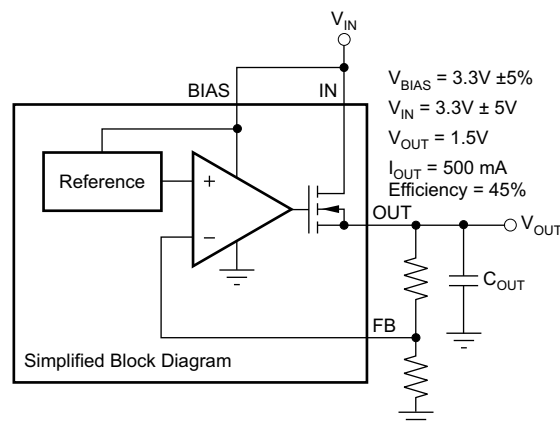 V_IN
BIAS
IN
V_BIAS = 3.3V ±5%
V_IN = 3.3V ± 5V
V_OUT = 1.5V
I_OUT = 500 mA
Efficiency = 45%
Reference
+
−
OUT
V_OUT
C_OUT
FB
Simplified Block Diagram